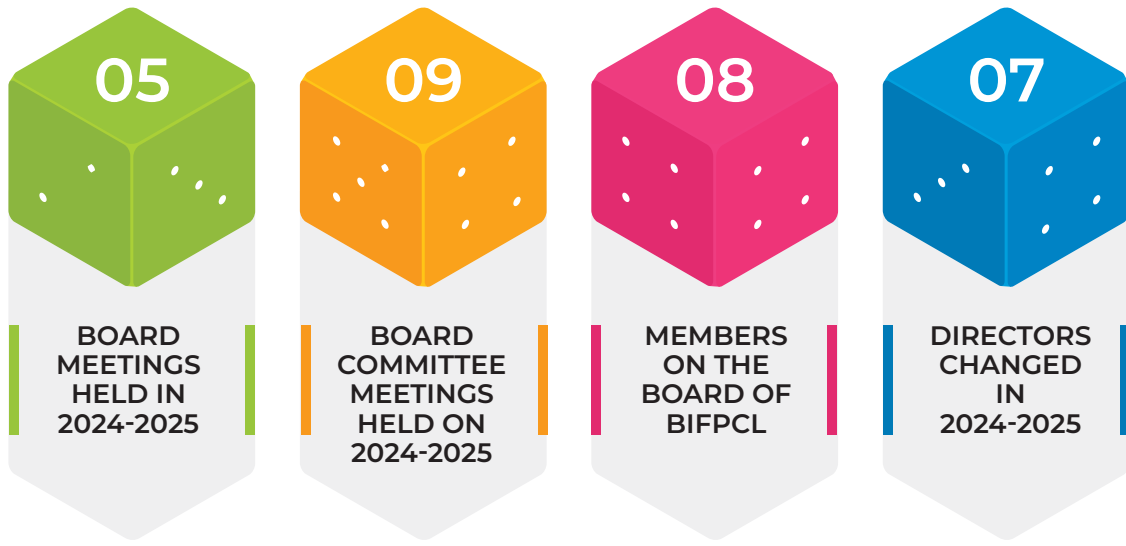 05
BOARD
MEETINGS
HELD IN
2024-2025
09
BOARD
COMMITTEE
MEETINGS
HELD ON
2024-2025
08
MEMBERS
ON THE
BOARD OF
BIFPCL
07
DIRECTORS
CHANGED
IN
2024-2025